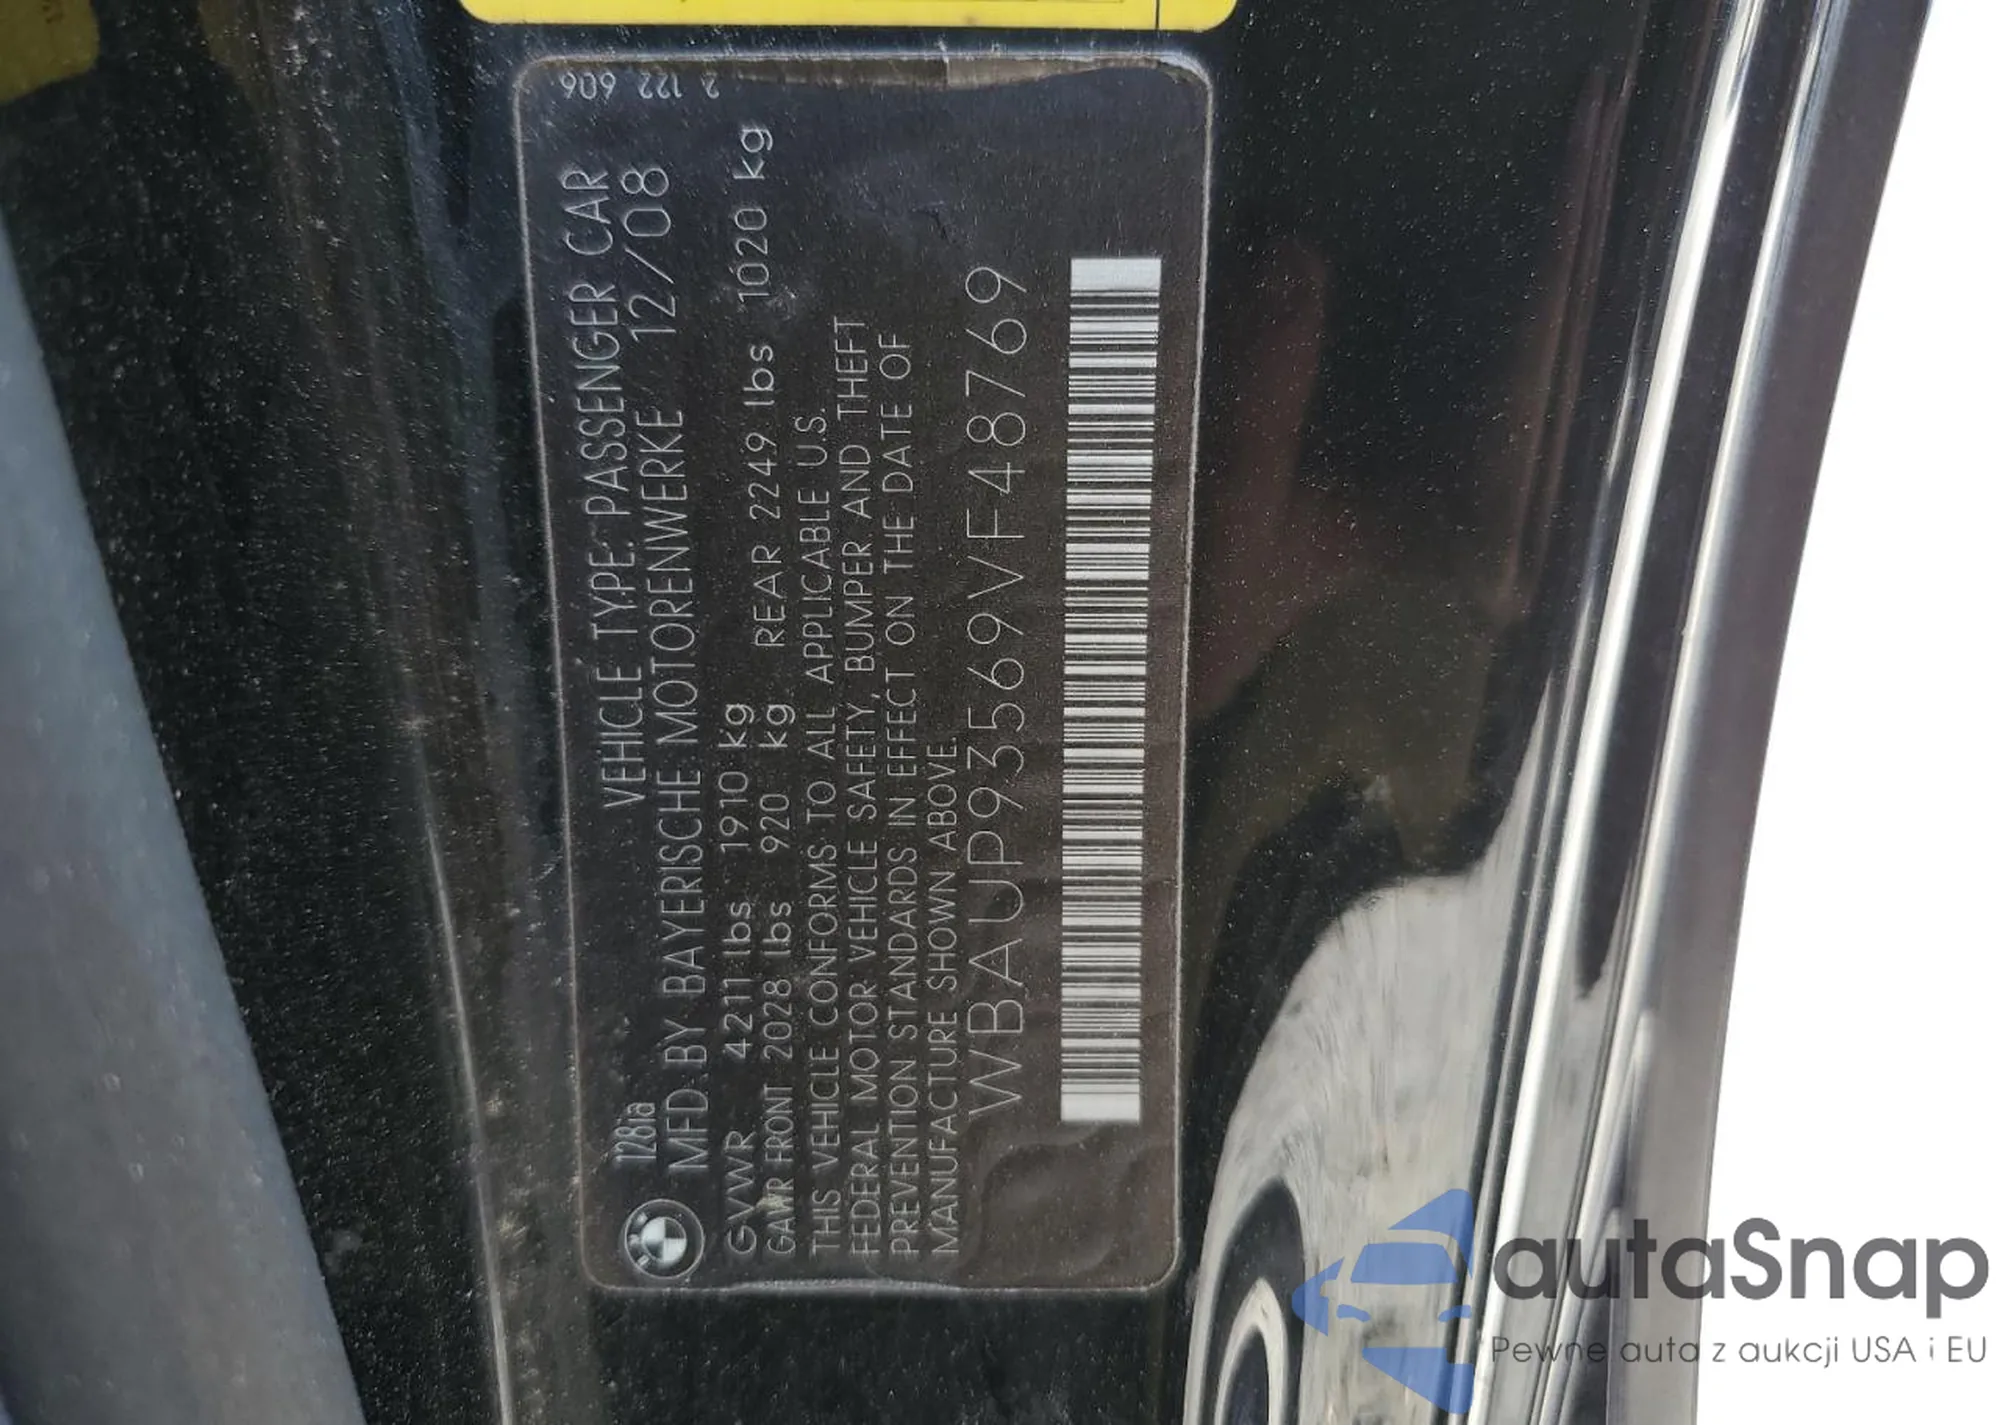 2 122 606
VEHICLE TYPE: PASSENGER CAR
128ia
MFD. BY BAYERISCHE MOTORENWERKE 12/08
GVWR 4211 lbs 1910 kg
GAWR FRONT 2028 lbs 920 kg REAR 2249 lbs 1020 kg
THIS VEHICLE CONFORMS TO ALL APPLICABLE U.S.
FEDERAL MOTOR VEHICLE SAFETY, BUMPER AND THEFT
PREVENTION STANDARDS IN EFFECT ON THE DATE OF
MANUFACTURE SHOWN ABOVE.
WBAUP93569VF48769
autaSnap
Pewne auta z aukcji USA i EU